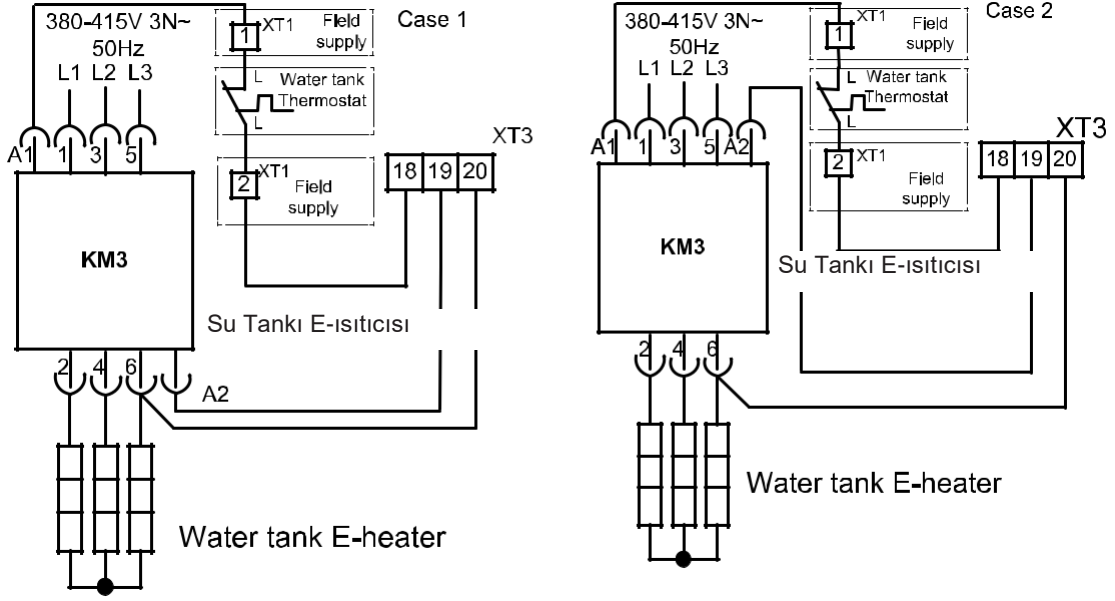 Case 1
380-415V 3N~
50Hz
L1 L2 L3
1 XT1
Field
supply
L Water tank
Thermostat
L
A1 1 3 5
2 XT1
Field
supply
XT3
18 19 20
KM3
Su Tankı E-ısıtıcısı
2 4 6
A2
Water tank E-heater
Case 2
380-415V 3N~
50Hz
L1 L2 L3
1 XT1
Field
supply
L Water tank
Thermostat
L
A1 1 3 5 A2
2 XT1
Field
supply
XT3
18 19 20
KM3
Su Tankı E-ısıtıcısı
2 4 6
Water tank E-heater